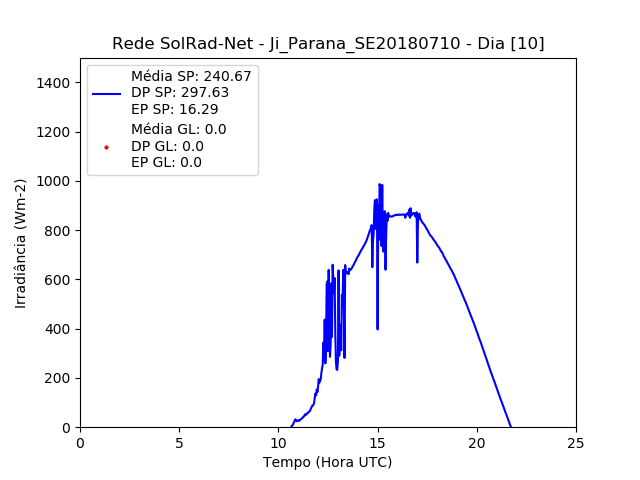 Rede SolRad-Net - Ji_Parana_SE20180710 - Dia [10]
Média SP: 240.67
DP SP: 297.63
EP SP: 16.29
Média GL: 0.0
DP GL: 0.0
EP GL: 0.0
1400
1200
1000
800
600
400
200
0
Irradiância (Wm-2)
0 5 10 15 20 25
Tempo (Hora UTC)